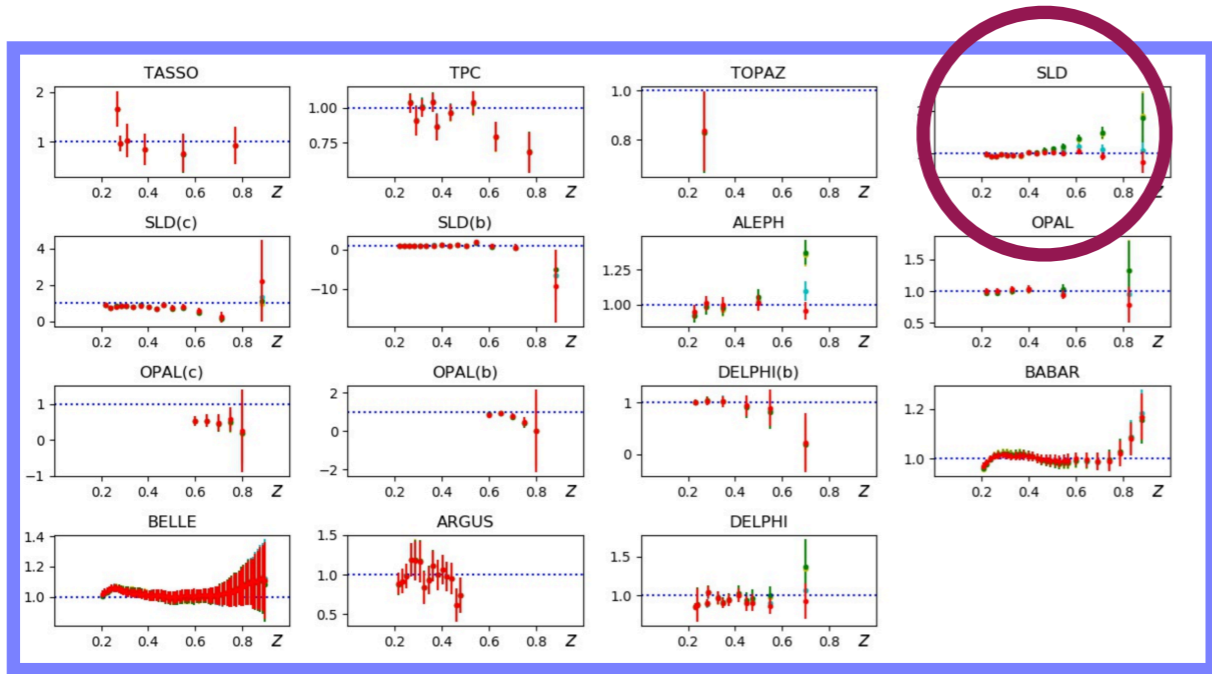 TASSO
TPC
TOPAZ
SLD
2
1
0.2 0.4 0.6 0.8 Z
1.00
0.75
0.2 0.4 0.6 0.8 Z
1.0
0.8
0.2 0.4 0.6 0.8 Z
0.2 0.4 0.6 0.8 Z
SLD(c)
SLD(b)
ALEPH
OPAL
4
2
0
0.2 0.4 0.6 0.8 Z
0
−10
0.2 0.4 0.6 0.8 Z
1.25
1.00
0.2 0.4 0.6 0.8 Z
1.5
1.0
0.5
0.2 0.4 0.6 0.8 Z
OPAL(c)
OPAL(b)
DELPHI(b)
BABAR
1
0
−1
0.2 0.4 0.6 0.8 Z
2
0
−2
0.2 0.4 0.6 0.8 Z
1
0
0.2 0.4 0.6 0.8 Z
1.2
1.0
0.2 0.4 0.6 0.8 Z
BELLE
ARGUS
DELPHI
1.4
1.2
1.0
0.2 0.4 0.6 0.8 Z
1.5
1.0
0.5
0.2 0.4 0.6 0.8 Z
1.5
1.0
0.2 0.4 0.6 0.8 Z